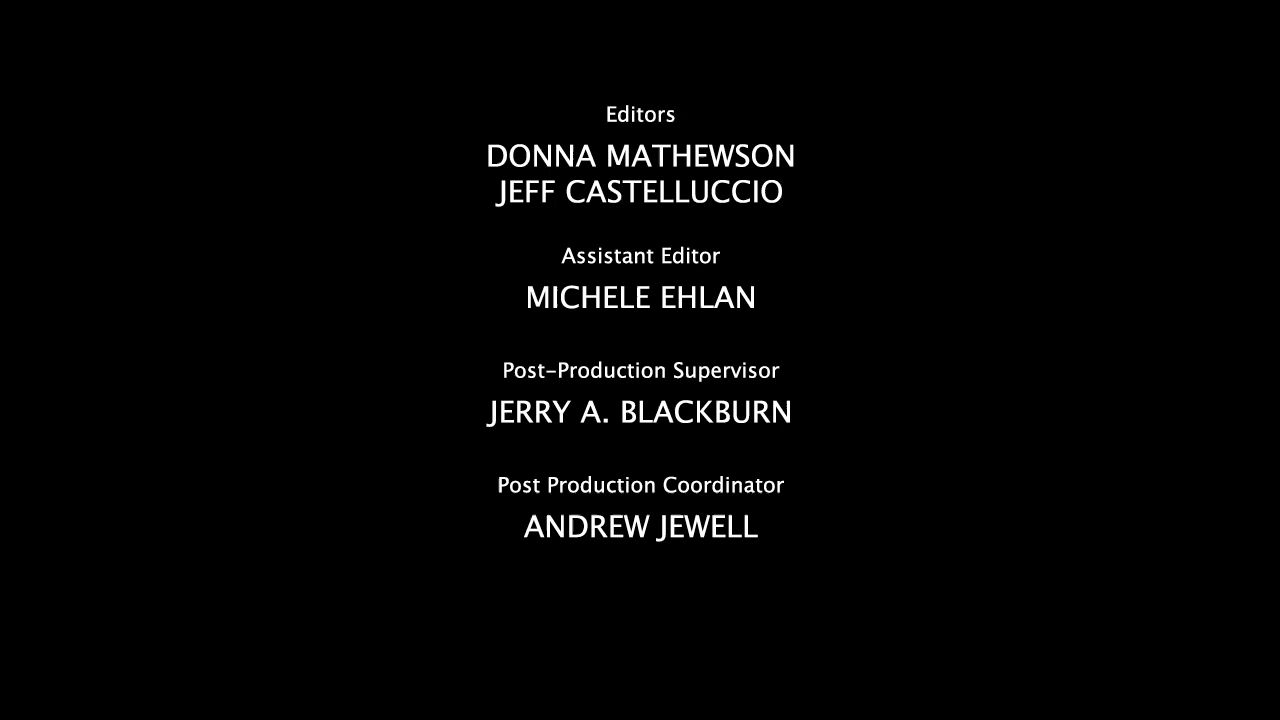 Editors
DONNA MATHEWSON
JEFF CASTELLUCCIO
Assistant Editor
MICHELE EHLAN
Post-Production Supervisor
JERRY A. BLACKBURN
Post Production Coordinator
ANDREW JEWELL